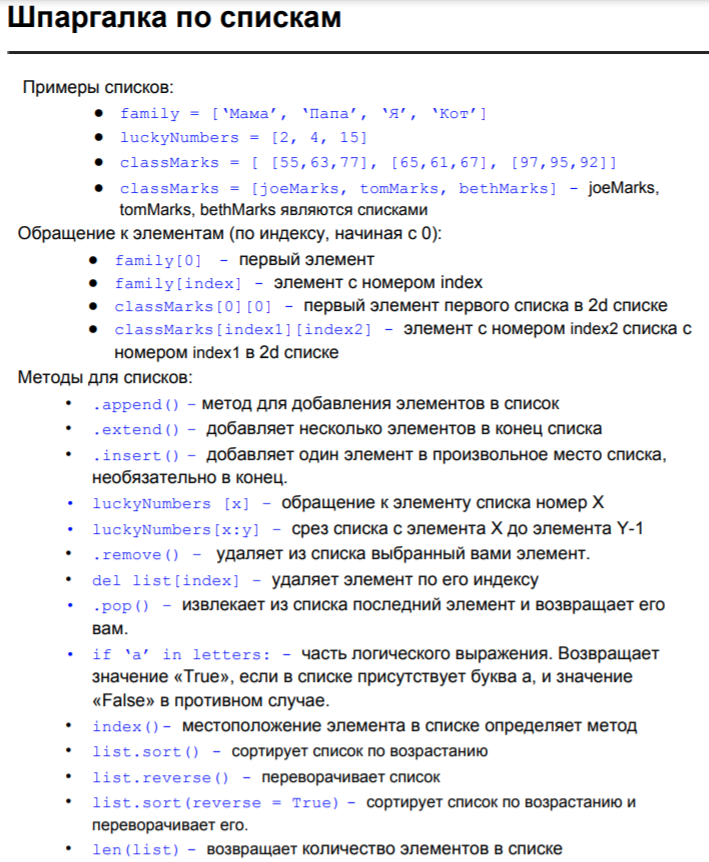 Шпаргалка по спискам
Примеры списков:
● family = [‘Мама’, ‘Папа’, ‘Я’, ‘Кот’]
● luckyNumbers = [2, 4, 15]
● classMarks = [ [55,63,77], [65,61,67], [97,95,92]]
● classMarks = [joeMarks, tomMarks, bethMarks] – joeMarks,
tomMarks, bethMarks являются списками
Обращение к элементам (по индексу, начиная с 0):
● family[0] – первый элемент
● family[index] – элемент с номером index
● classMarks[0][0] – первый элемент первого списка в 2d списке
● classMarks[index1][index2] – элемент с номером index2 списка с
номером index1 в 2d списке
Методы для списков:
• .append() – метод для добавления элементов в список
• .extend() – добавляет несколько элементов в конец списка
• .insert() – добавляет один элемент в произвольное место списка,
необязательно в конец.
• luckyNumbers [x] – обращение к элементу списка номер X
• luckyNumbers[x:y] – срез списка с элемента X до элемента Y-1
• .remove() – удаляет из списка выбранный вами элемент.
• del list[index] – удаляет элемент по его индексу
• .pop() – извлекает из списка последний элемент и возвращает его
вам.
• if ‘a’ in letters: – часть логического выражения. Возвращает
значение «True», если в списке присутствует буква a, и значение
«False» в противном случае.
• index()– местоположение элемента в списке определяет метод
• list.sort() – сортирует список по возрастанию
• list.reverse() – переворачивает список
• list.sort(reverse = True) – сортирует список по возрастанию и
переворачивает его.
• len(list) – возвращает количество элементов в списке